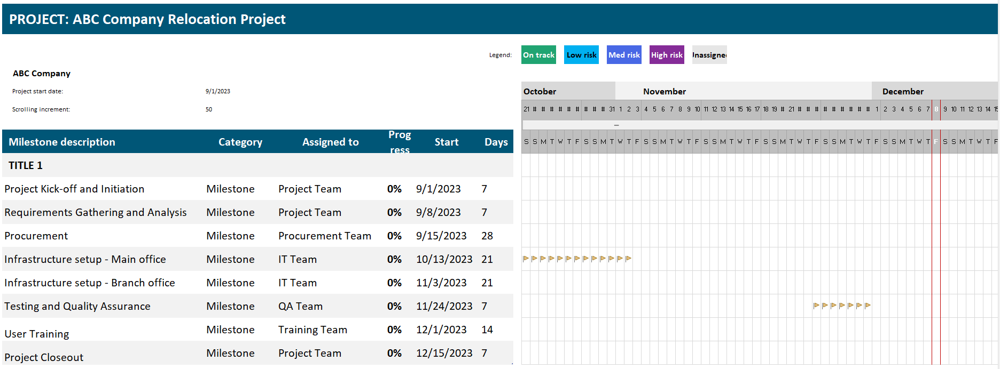 PROJECT: ABC Company Relocation Project
Legend: On track Low risk Med risk High risk Unassigned
ABC Company
Project start date: 9/1/2023
Scrolling increment: 50
October November December
21 # # # # # # # # # 31 1 2 3 4 5 6 7 8 9 10 11 12 13 14 15 16 17 18 19 # 21 # # # # # # # # # 1 2 3 4 5 6 7 8 9 10 11 12 13 14 15
Milestone description Category Assigned to Progress Start Days
S S M T W T F S S M T W T F S S M T W T F S S M T W T F S S M T W T F S S M T W T F S S M T W T F S S M T W T F
TITLE 1
Project Kick-off and Initiation Milestone Project Team 0% 9/1/2023 7
Requirements Gathering and Analysis Milestone Project Team 0% 9/8/2023 7
Procurement Milestone Procurement Team 0% 9/15/2023 28
Infrastructure setup - Main office Milestone IT Team 0% 10/13/2023 21
Infrastructure setup - Branch office Milestone IT Team 0% 11/3/2023 21
Testing and Quality Assurance Milestone QA Team 0% 11/24/2023 7
User Training Milestone Training Team 0% 12/1/2023 14
Project Closeout Milestone Project Team 0% 12/15/2023 7